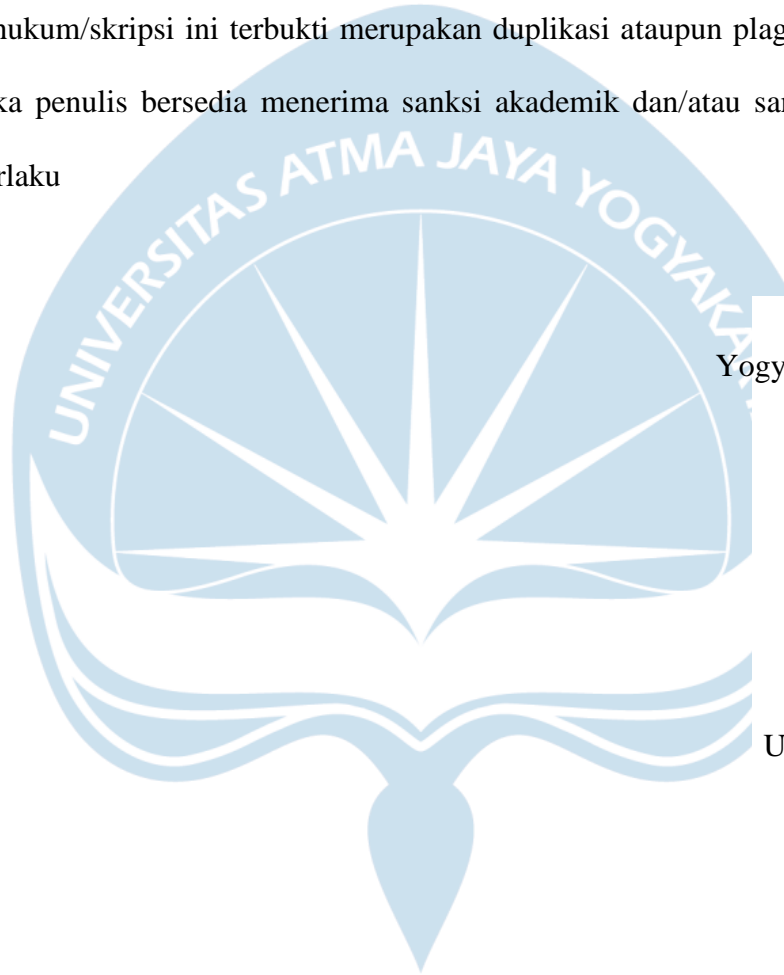 hukum/skripsi ini terbukti merupakan duplikasi ataupun plag
ka penulis bersedia menerima sanksi akademik dan/atau sa
rlaku
UNIVERSITAS ATMA JAYA YOGYAKA
Yogy
U